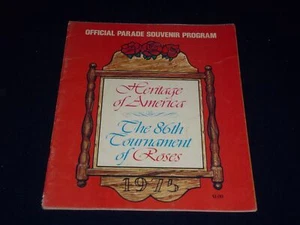 OFFICIAL PARADE SOUVENIR PROGRAM
Heritage
of America
The 86th
Tournament
of Roses
1975